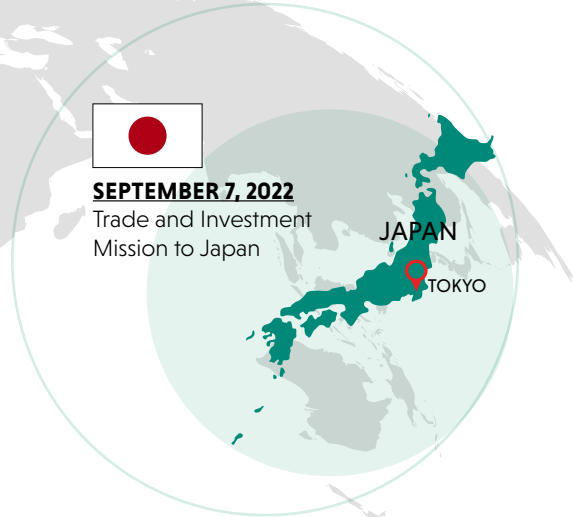 SEPTEMBER 7, 2022
Trade and Investment
Mission to Japan
JAPAN
TOKYO